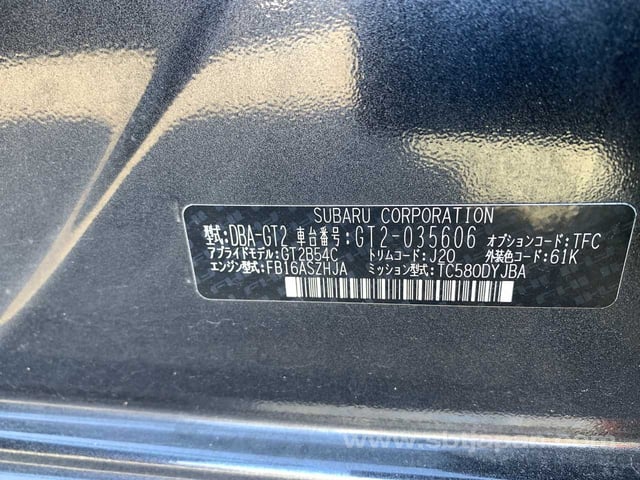 SUBARU CORPORATION
型式:DBA-GT2 車台番号:GT2-035606 オプションコード:TFC
アプライドモデル:GT2B54C トリムコード:J20 外装色コード:61K
エンジン型式:FB16ASZHJA ミッション型式:TC580DYJBA
www.sbtjapan.com